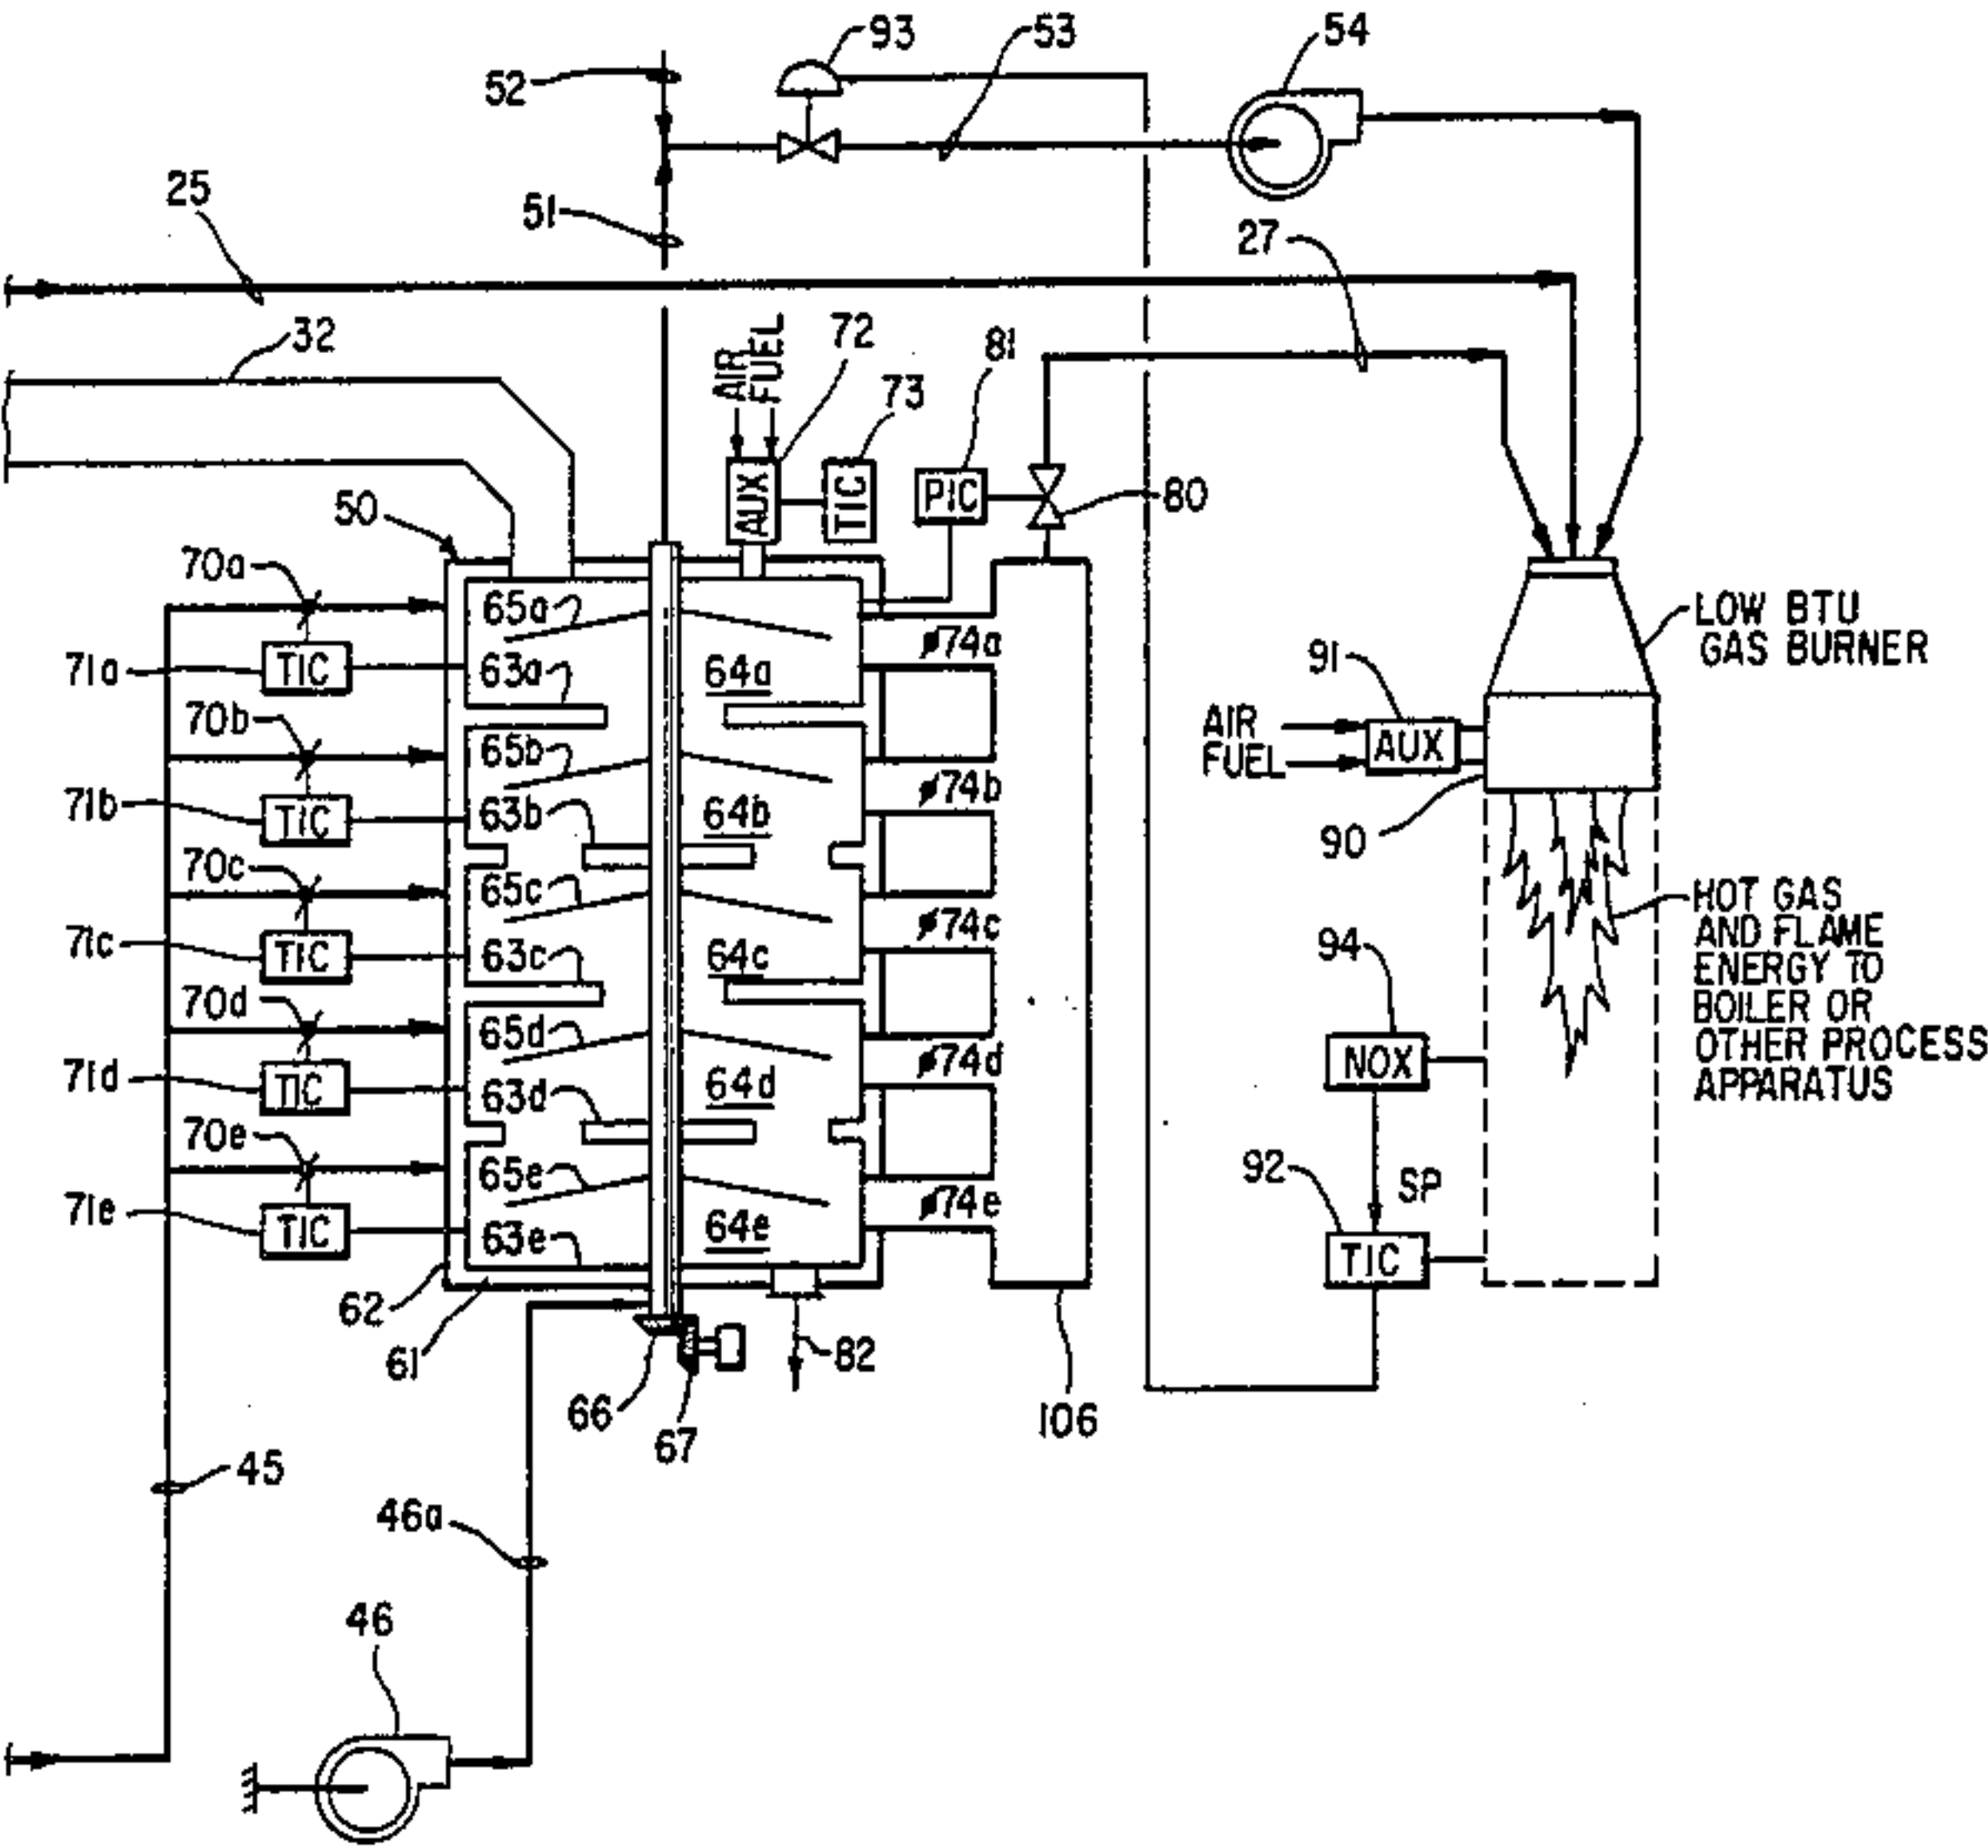 93
53
54
52
25
51
27
32
AIR
FUEL
72
81
73
50
AUX
TIC
PIC
80
70a
65a
74a
LOW BTU
GAS BURNER
71a
TIC
63a
64a
91
70b
65b
AIR
FUEL
AUX
71b
TIC
63b
64b
74b
90
70c
65c
74c
HOT GAS
AND FLAME
ENERGY TO
BOILER OR
OTHER PROCESS
APPARATUS
71c
TIC
63c
64c
94
70d
65d
74d
NOX
71d
TIC
63d
64d
70e
65e
74e
92
SP
71e
TIC
63e
64e
TIC
62
61
82
66
67
106
45
46a
46